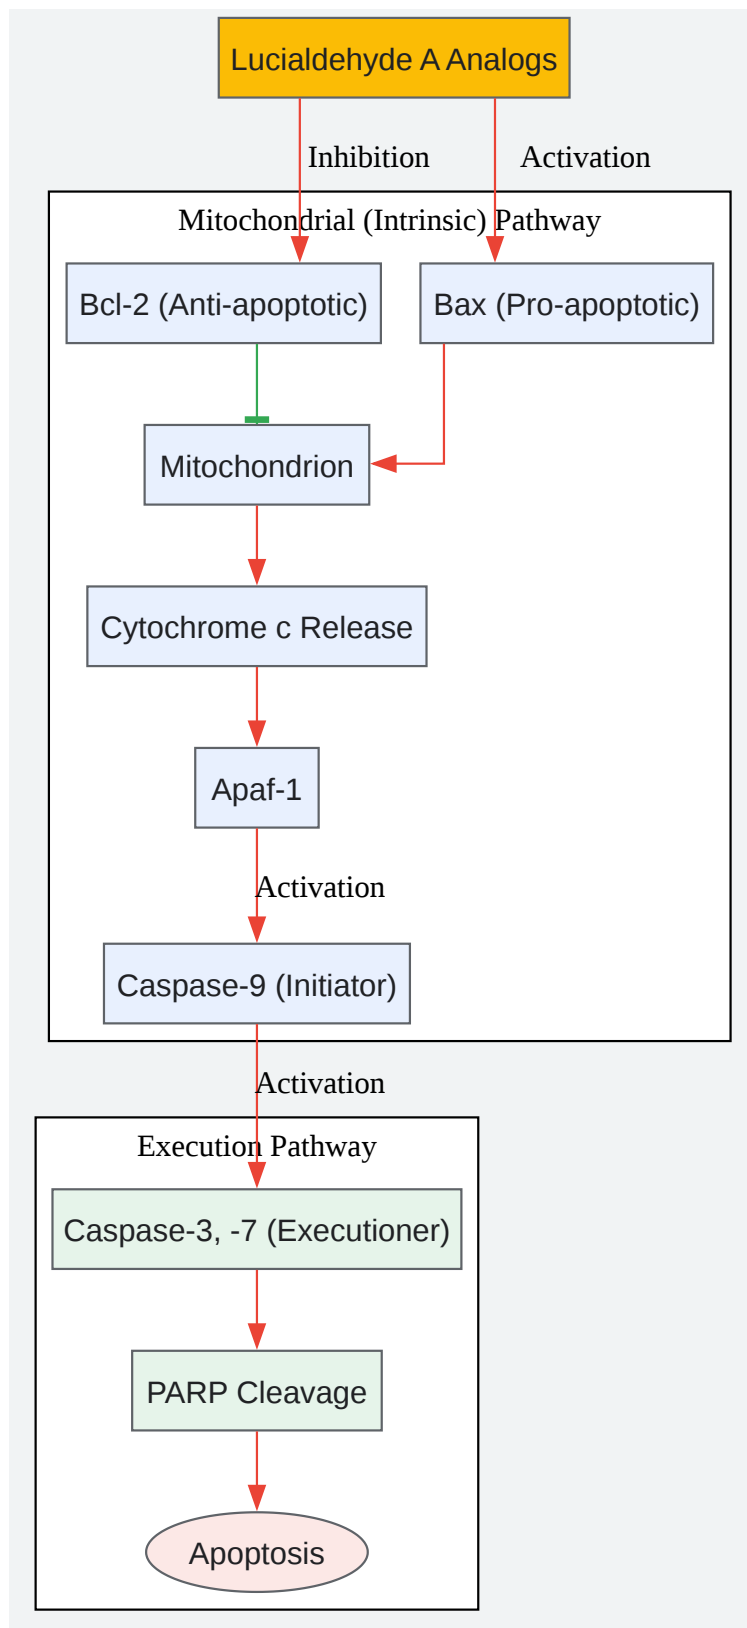 Lucialdehyde A Analogs
Inhibition
Activation
Mitochondrial (Intrinsic) Pathway
Bcl-2 (Anti-apoptotic)
Bax (Pro-apoptotic)
Mitochondrion
Cytochrome c Release
Apaf-1
Activation
Caspase-9 (Initiator)
Activation
Execution Pathway
Caspase-3, -7 (Executioner)
PARP Cleavage
Apoptosis